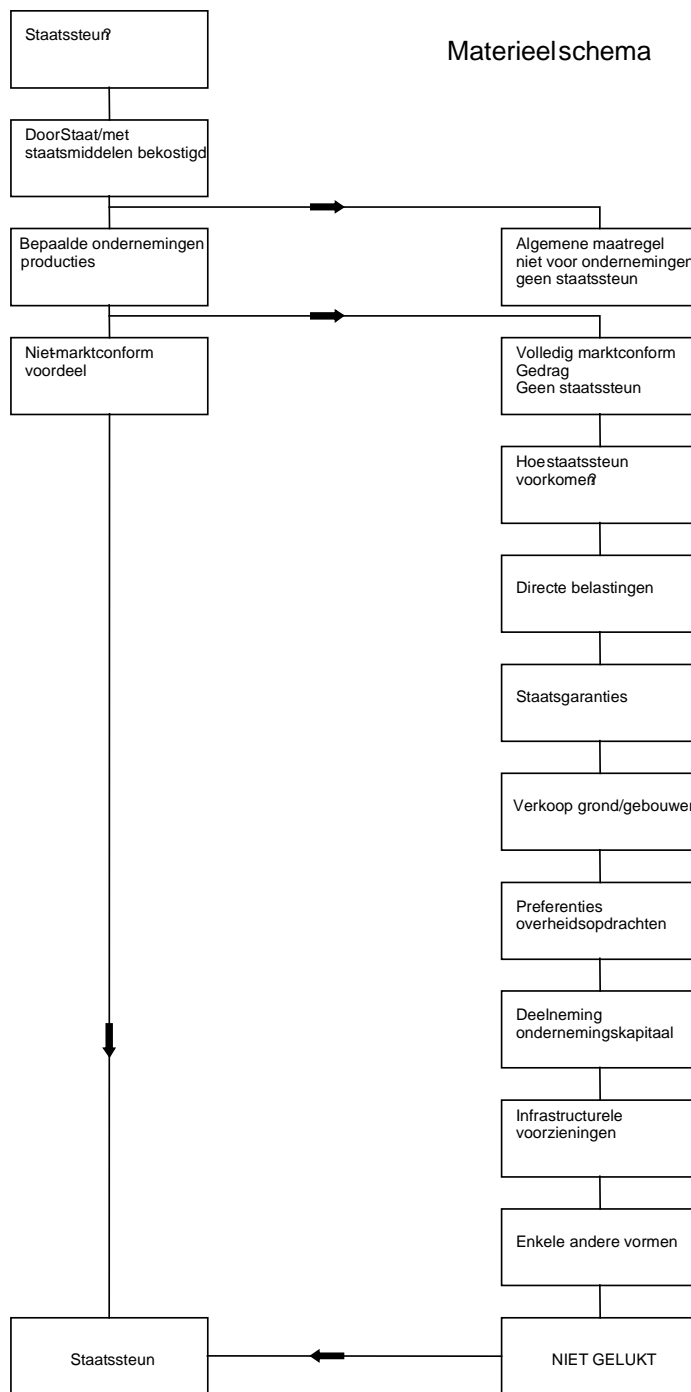 Staatssteun?
Materieelschema
DoorStaat/met
staatsmiddelen bekostigd
Bepaalde ondernemingen
producties
Algemene maatregel
niet voor ondernemingen
geen staatssteun
Niet-marktconform
voordeel
Volledig marktconform
Gedrag
Geen staatssteun
Hoestaatssteun
voorkomen?
Directe belastingen
Staatsgaranties
Verkoop grond/gebouwen
Preferenties
overheidsopdrachten
Deelneming
ondernemingskapitaal
Infrastructurele
voorzieningen
Enkele andere vormen
Staatssteun
NIET GELUKT